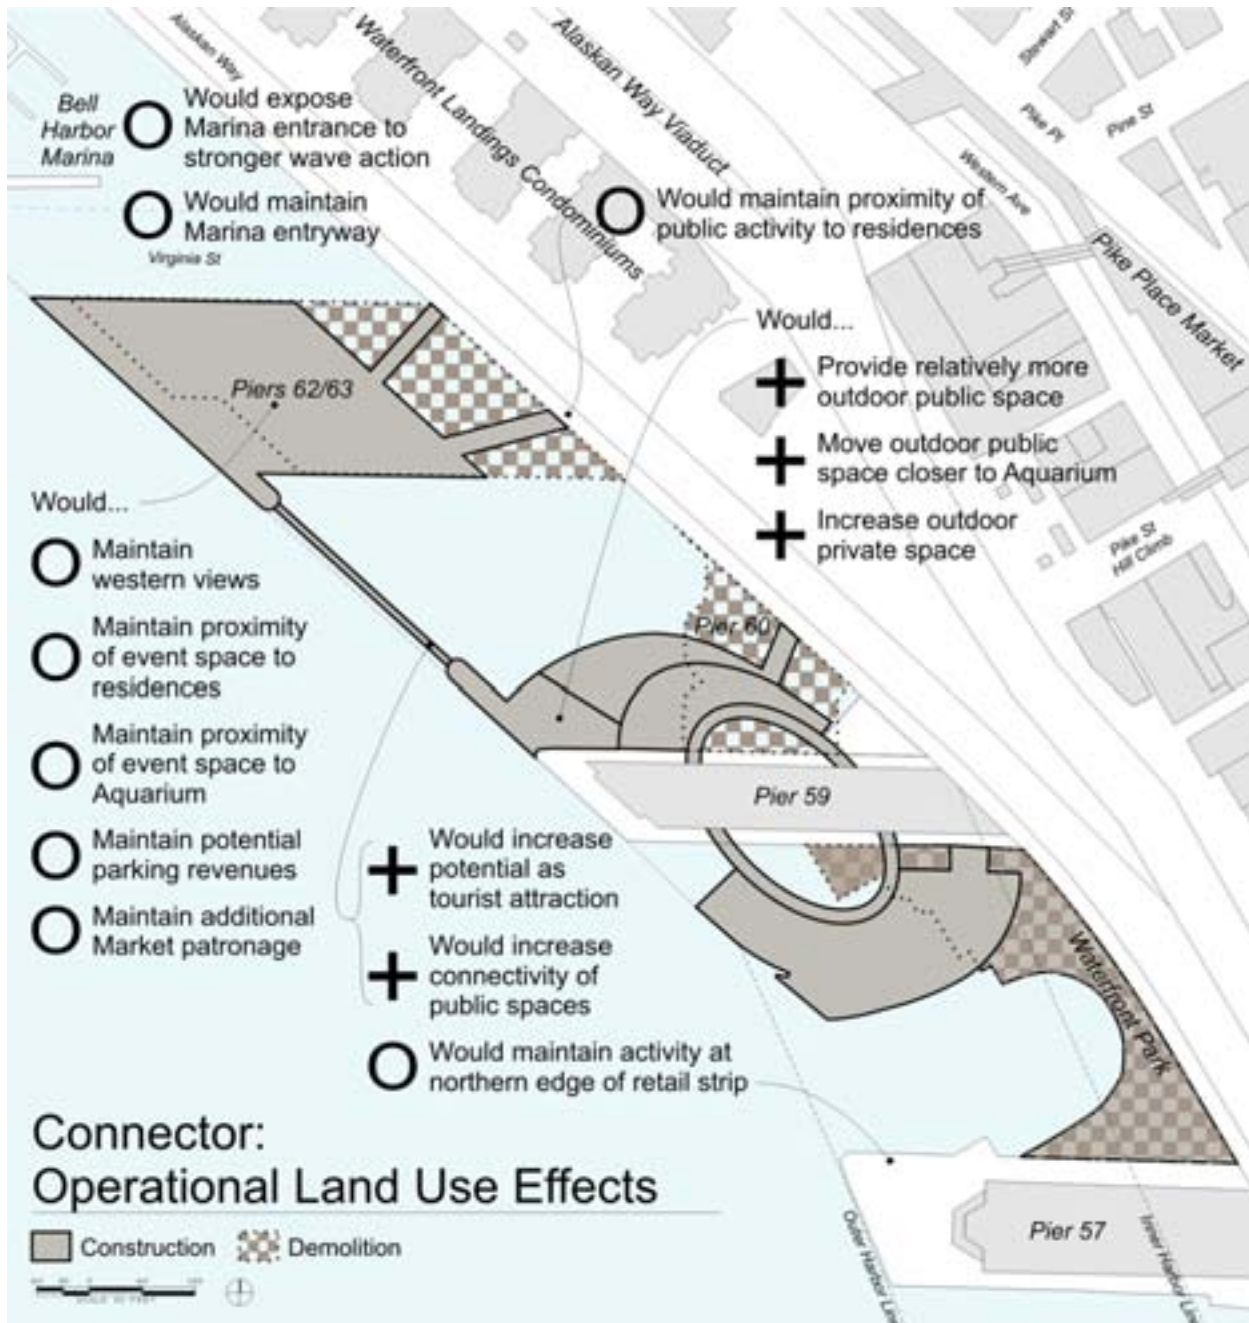 Alaskan Way
Waterfront Landings Condominiums
Alaskan Way Viaduct
Stewart St
Pike Pl
Pine St
Western Ave
Pike Place Market
Bell
Harbor
Marina
Would expose
Marina entrance to
stronger wave action
Would maintain
Marina entryway
Virginia St
Would maintain proximity of
public activity to residences
Would...
Provide relatively more
outdoor public space
Move outdoor public
space closer to Aquarium
Increase outdoor
private space
Pike St
Hill Climb
Piers 62/63
Would...
Maintain
western views
Maintain proximity
of event space to
residences
Maintain proximity
of event space to
Aquarium
Maintain potential
parking revenues
Maintain additional
Market patronage
Pier 60
Pier 59
Would increase
potential as
tourist attraction
Would increase
connectivity of
public spaces
Would maintain activity at
northern edge of retail strip
Waterfront Park
Pier 57
Outer Harbor Line
Inner Harbor Line
Connector:
Operational Land Use Effects
Construction
Demolition
SCALE IN FEET